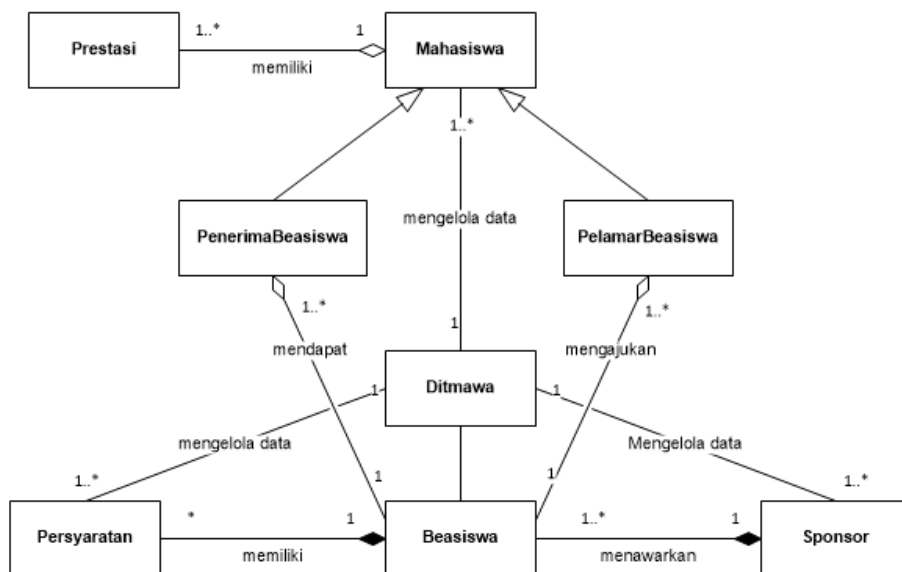 1..* 1
Prestasi Mahasiswa
memiliki
1..*
PenerimaBeasiswa mengelola data PelamarBeasiswa
1..* 1..*
mendapat 1 mengajukan
1 Ditmawa 1
mengelola data Mengelola data
1..* 1 1 1..*
* 1 1..* 1
Persyaratan Beasiswa Sponsor
memiliki menawarkan